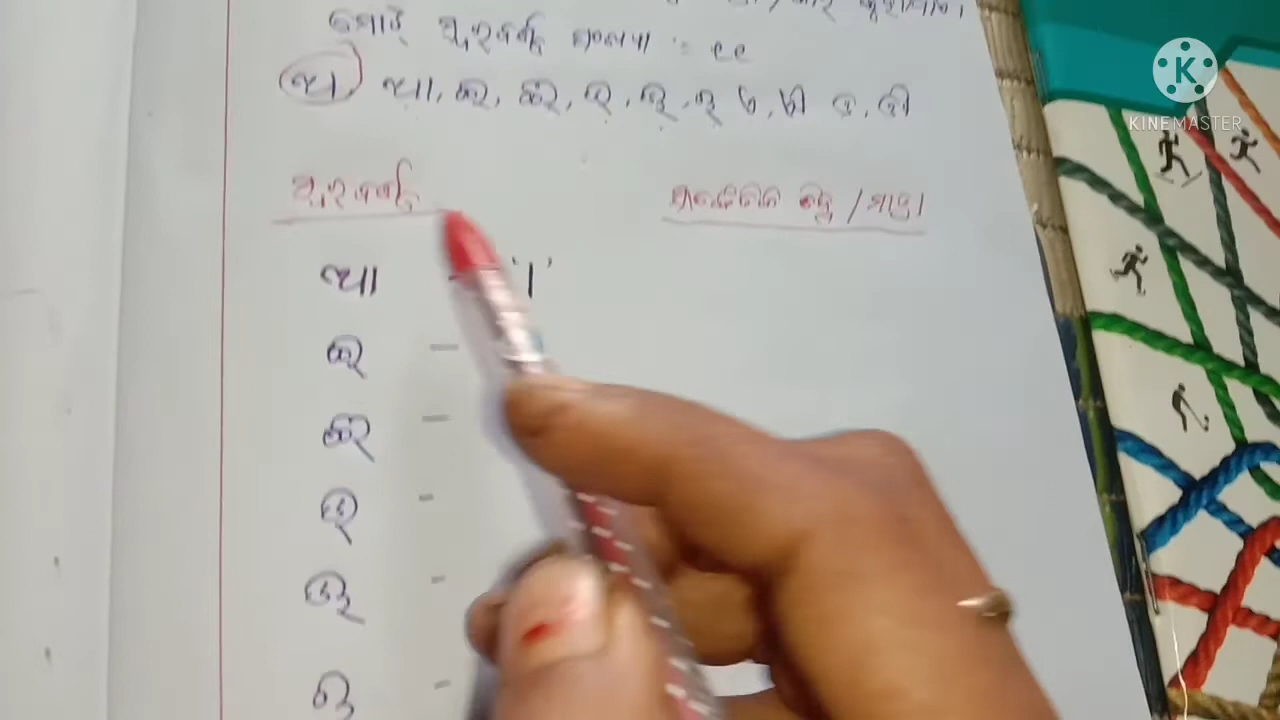 ମୋଟ୍ ସ୍ୱରବର୍ଣ୍ଣ ସଂଖ୍ୟା = ୧୧
ଅ, ଆ, ଇ, ଈ, ଉ, ଊ, ଋ ଏ, ଐ ଓ, ଔ
ସ୍ୱରବର୍ଣ୍ଣ ସାଙ୍କେତିକ ଚିହ୍ନ / ମାତ୍ରା
ଆ - 'ା'
ଇ -
ଈ -
ଉ -
ଊ -
ଋ -
K
KINEMASTER